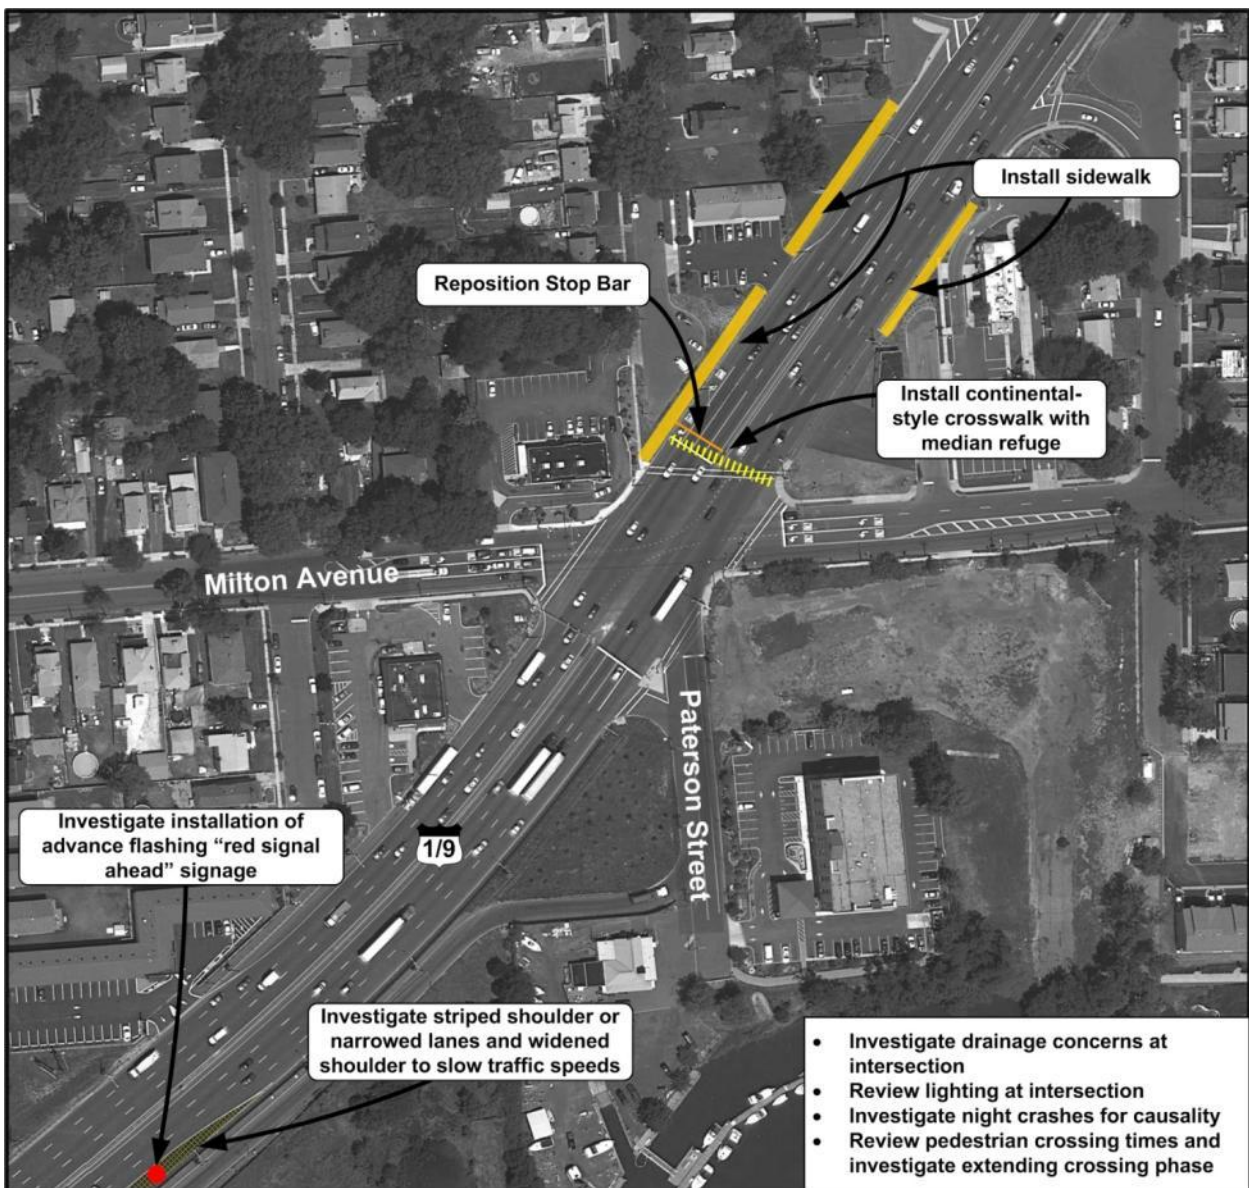 Install sidewalk
Reposition Stop Bar
Install continental-
style crosswalk with
median refuge
Milton Avenue
Paterson Street
1/9
Investigate installation of
advance flashing “red signal
ahead” signage
Investigate striped shoulder or
narrowed lanes and widened
shoulder to slow traffic speeds
• Investigate drainage concerns at
intersection
• Review lighting at intersection
• Investigate night crashes for causality
• Review pedestrian crossing times and
investigate extending crossing phase